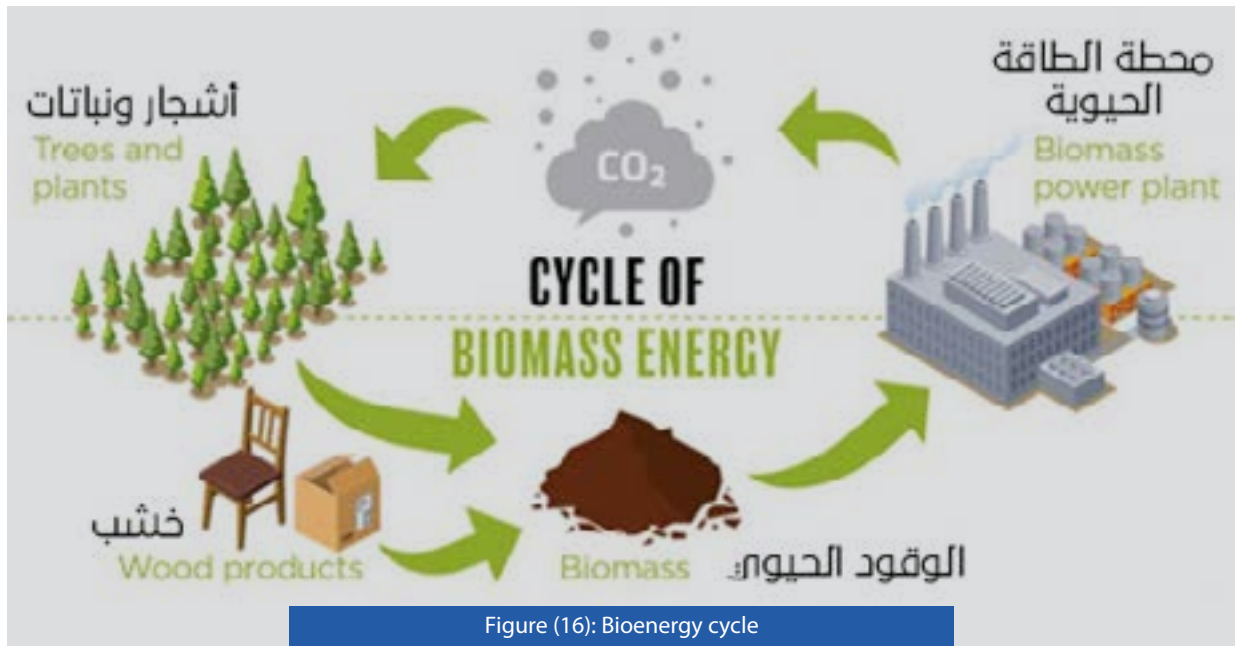 أشجار ونباتات
Trees and
plants
CO₂
محطة الطاقة
الحيوية
Biomass
power plant
CYCLE OF
BIOMASS ENERGY
خشب
Wood products
Biomass
الوقود الحيوي
Figure (16): Bioenergy cycle